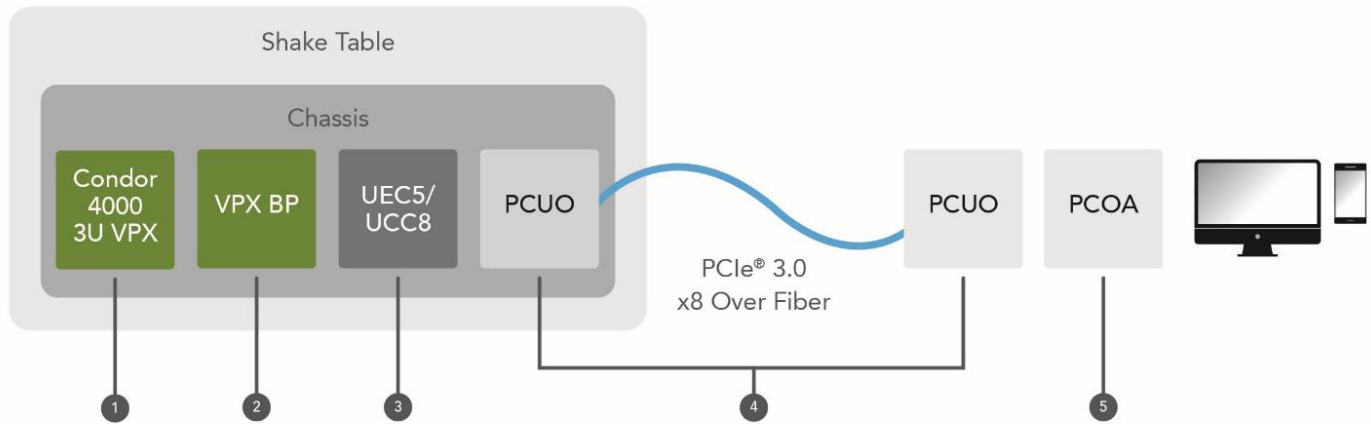 Shake Table
Chassis
Condor
4000
3U VPX
VPX BP
UEC5/
UCC8
PCUO
PCUO
PCOA
PCIe® 3.0
x8 Over Fiber
1
2
3
4
5